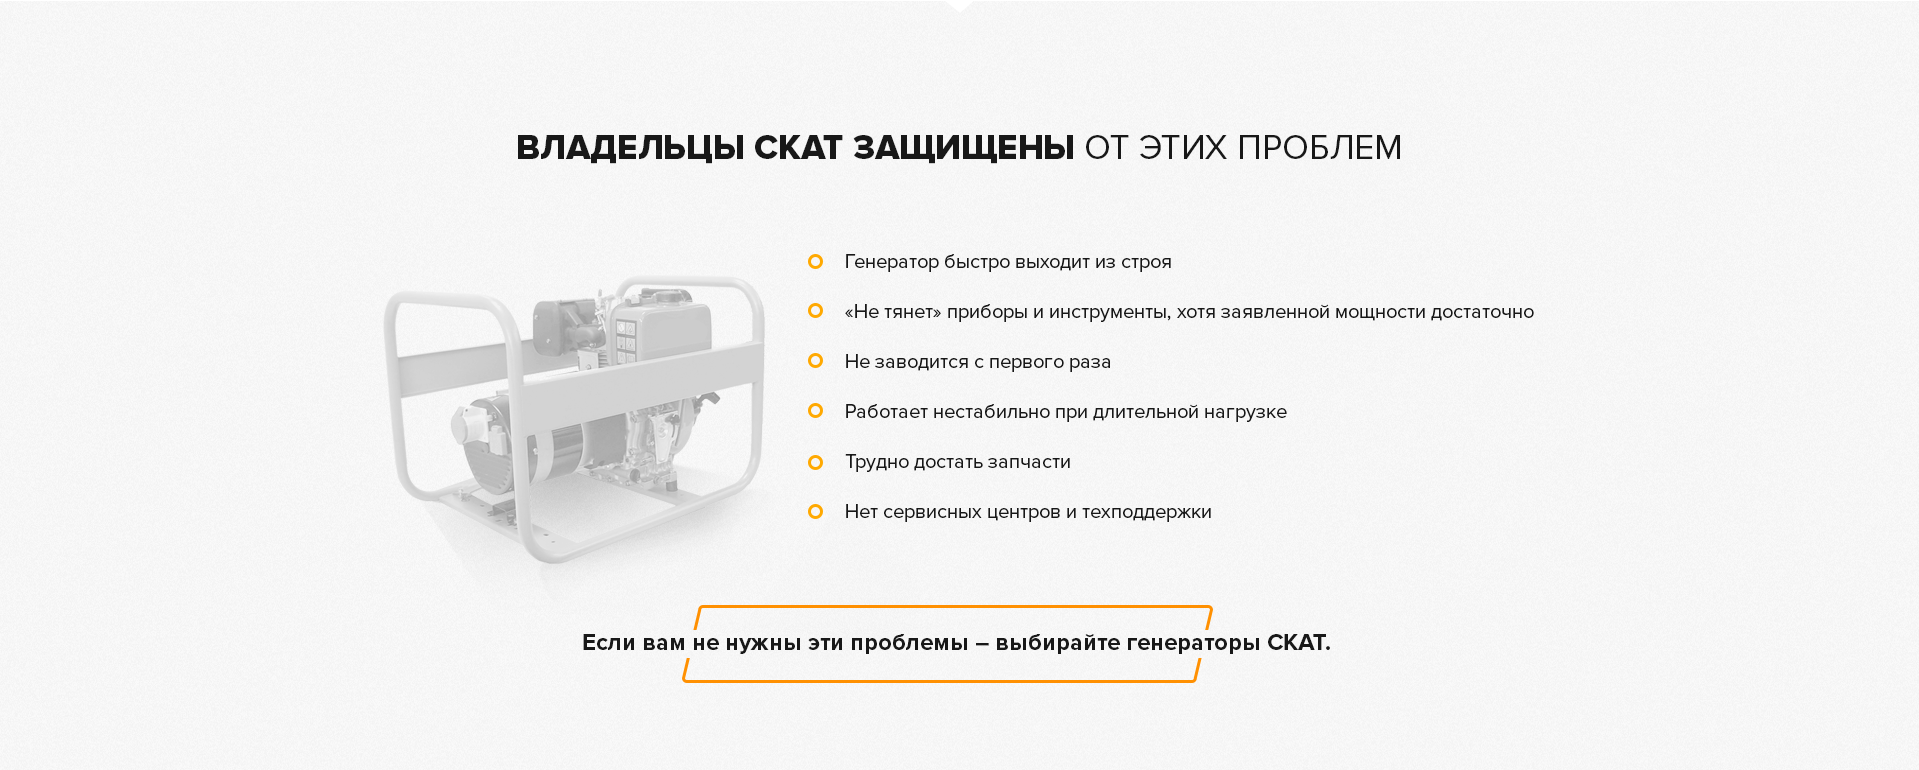 ВЛАДЕЛЬЦЫ СКАТ ЗАЩИЩЕНЫ ОТ ЭТИХ ПРОБЛЕМ
Генератор быстро выходит из строя
«Не тянет» приборы и инструменты, хотя заявленной мощности достаточно
Не заводится с первого раза
Работает нестабильно при длительной нагрузке
Трудно достать запчасти
Нет сервисных центров и техподдержки
Если вам не нужны эти проблемы – выбирайте генераторы СКАТ.